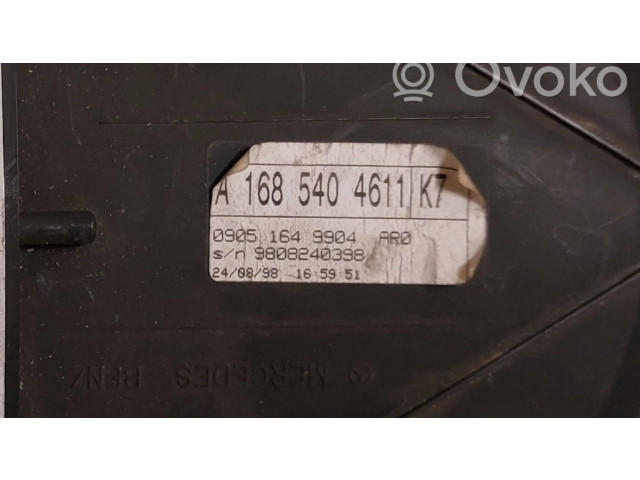 Ovoko
A 168 540 4611 K7
0905 164 9904 AR0
s/n 9808240398
24/08/98 16:59:51
MERCEDES - BENZ